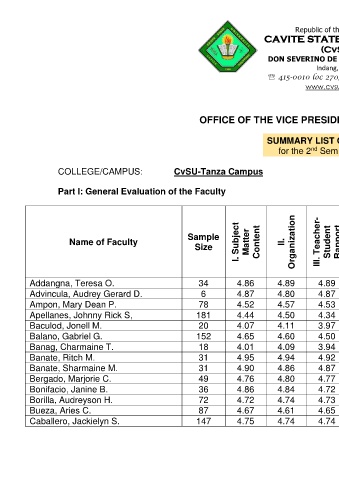 Republic of th
CAVITE STATE
(CvS
DON SEVERINO DE
Indang,
☏ 415-0010 loc 270,
www.cvs
OFFICE OF THE VICE PRESID
SUMMARY LIST
for the 2nd Sem
COLLEGE/CAMPUS: CvSU-Tanza Campus
Part I: General Evaluation of the Faculty
Name of Faculty Sample Size I. Subject Matter Content II. Organization III. Teacher-Student Rapport
Addangna, Teresa O. 34 4.86 4.89 4.89
Advincula, Audrey Gerard D. 6 4.87 4.80 4.87
Ampon, Mary Dean P. 78 4.52 4.57 4.53
Apellanes, Johnny Rick S, 181 4.44 4.50 4.34
Baculod, Jonell M. 20 4.07 4.11 3.97
Balano, Gabriel G. 152 4.65 4.60 4.50
Banag, Charmaine T. 18 4.01 4.09 3.94
Banate, Ritch M. 31 4.95 4.94 4.92
Banate, Sharmaine M. 31 4.90 4.86 4.87
Bergado, Marjorie C. 49 4.76 4.80 4.77
Bonifacio, Janine B. 36 4.86 4.84 4.72
Borilla, Audreyson H. 72 4.72 4.74 4.73
Bueza, Aries C. 87 4.67 4.61 4.65
Caballero, Jackielyn S. 147 4.75 4.74 4.74